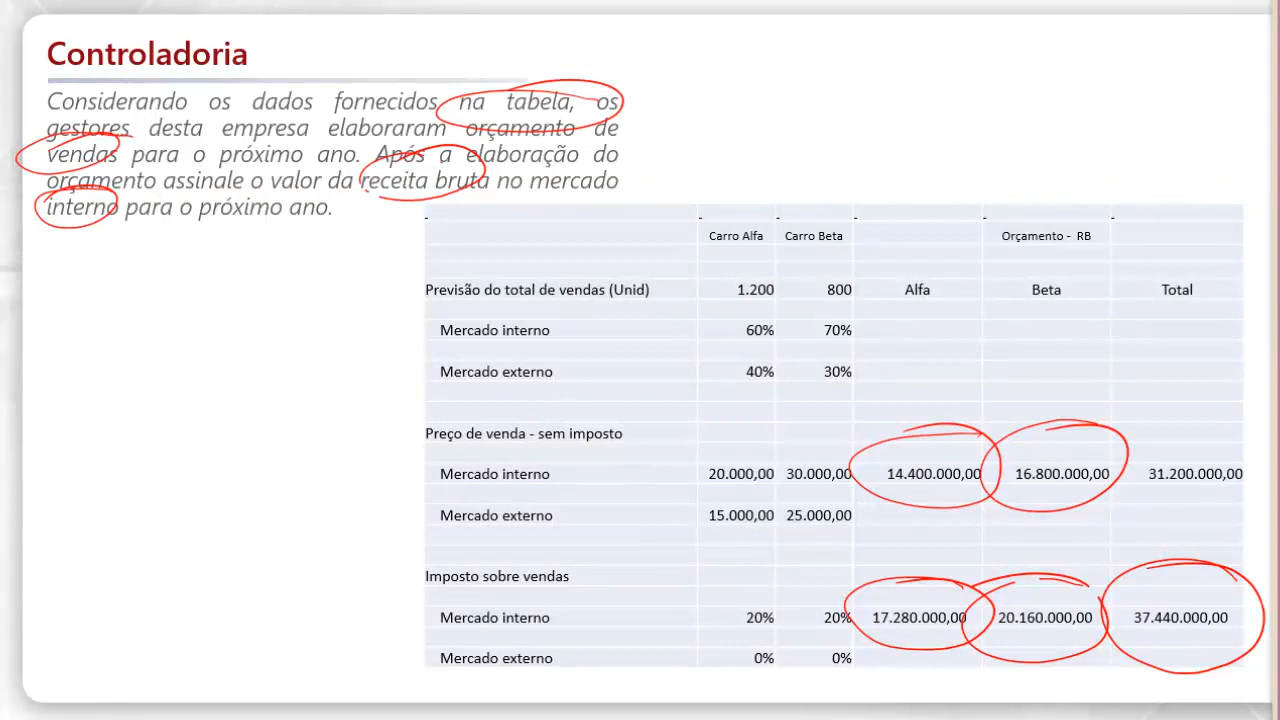 Controladoria
Considerando os dados fornecidos na tabela, os
gestores desta empresa elaboraram orçamento de
vendas para o próximo ano. Após a elaboração do
orçamento assinale o valor da receita bruta no mercado
interno para o próximo ano.
Carro Alfa Carro Beta Orçamento - RB
Previsão do total de vendas (Unid) 1.200 800 Alfa Beta Total
Mercado interno 60% 70%
Mercado externo 40% 30%
Preço de venda - sem imposto
Mercado interno 20.000,00 30.000,00 14.400.000,00 16.800.000,00 31.200.000,00
Mercado externo 15.000,00 25.000,00
Imposto sobre vendas
Mercado interno 20% 20% 17.280.000,00 20.160.000,00 37.440.000,00
Mercado externo 0% 0%